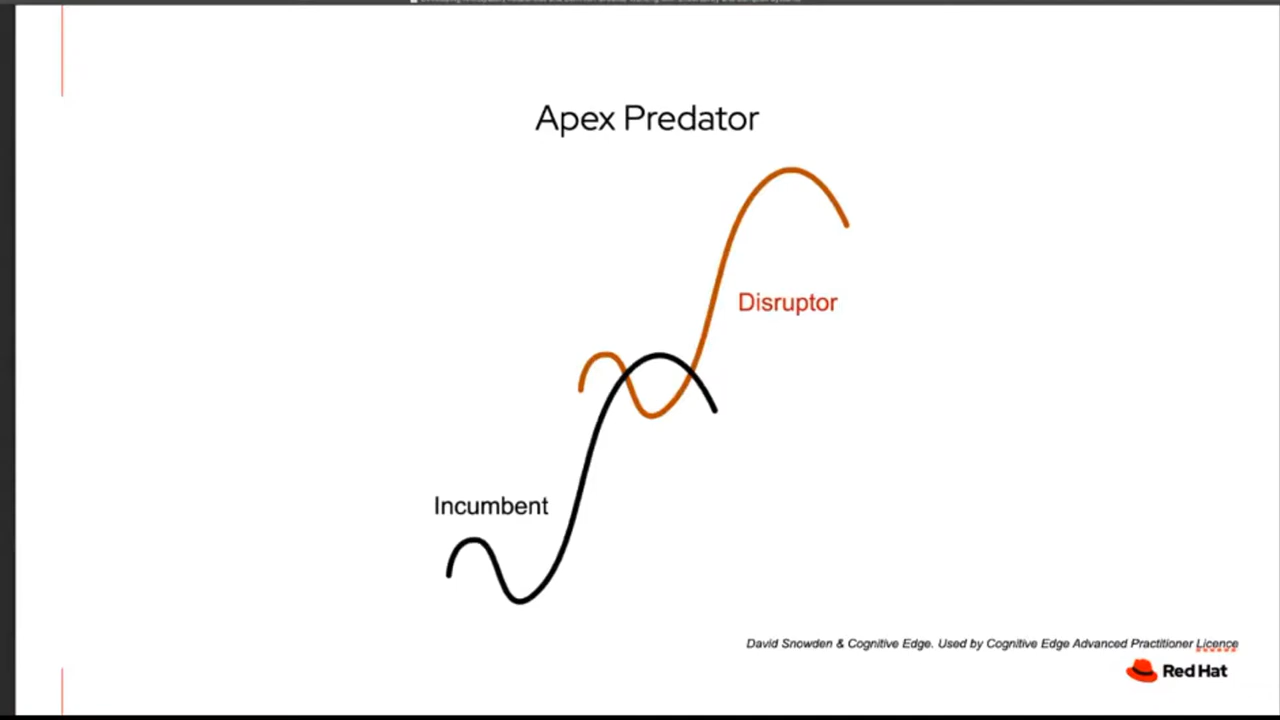 Apex Predator
Disruptor
Incumbent
David Snowden & Cognitive Edge. Used by Cognitive Edge Advanced Practitioner Licence
Red Hat